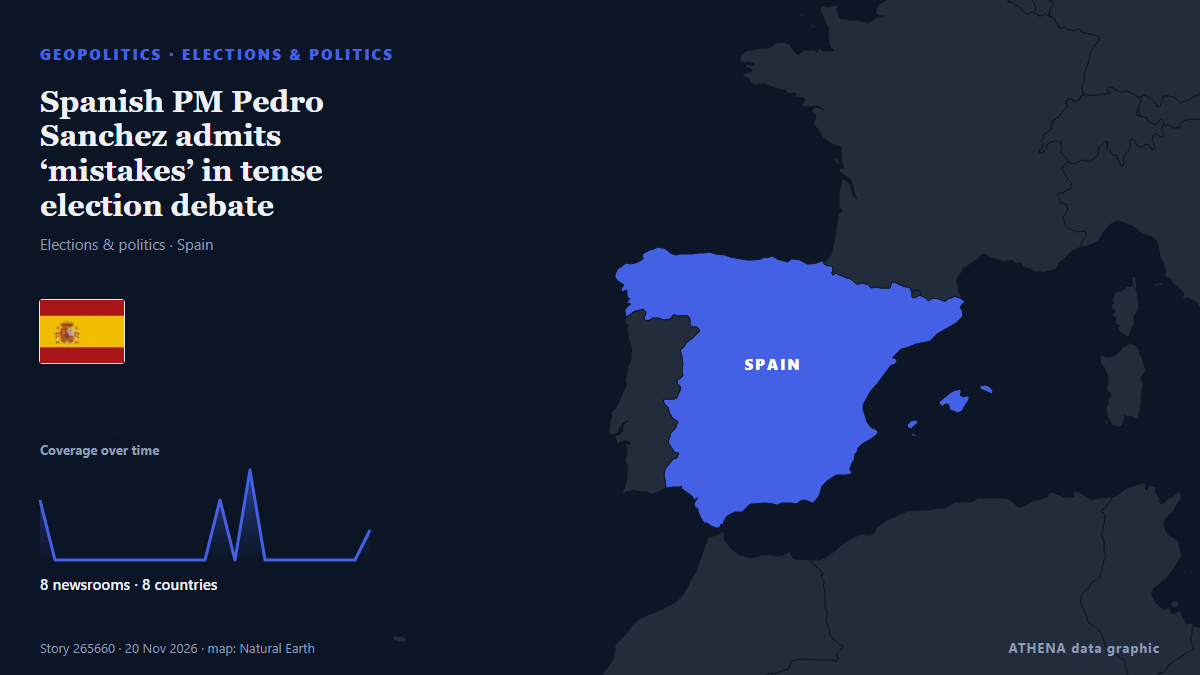 GEOPOLITICS · ELECTIONS & POLITICS
Spanish PM Pedro
Sanchez admits
‘mistakes’ in tense
election debate
Elections & politics · Spain
SPAIN
Coverage over time
8 newsrooms · 8 countries
Story 265660 · 20 Nov 2026 · map: Natural Earth
ATHENA data graphic